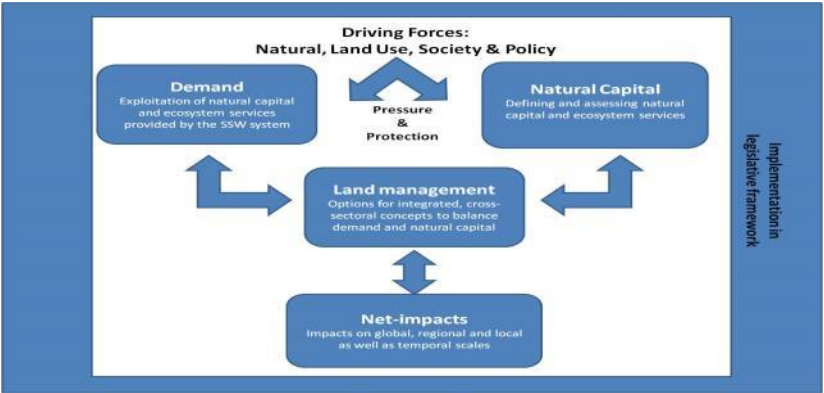 Driving Forces:
Natural, Land Use, Society & Policy
Demand
Exploitation of natural capital
and ecosystem services
provided by the SSW system
Pressure
&
Protection
Natural Capital
Defining and assessing natural
capital and ecosystem services
Land management
Options for integrated, cross-
sectoral concepts to balance
demand and natural capital
Net-impacts
Impacts on global, regional and local
as well as temporal scales
Implementation in
legislative framework